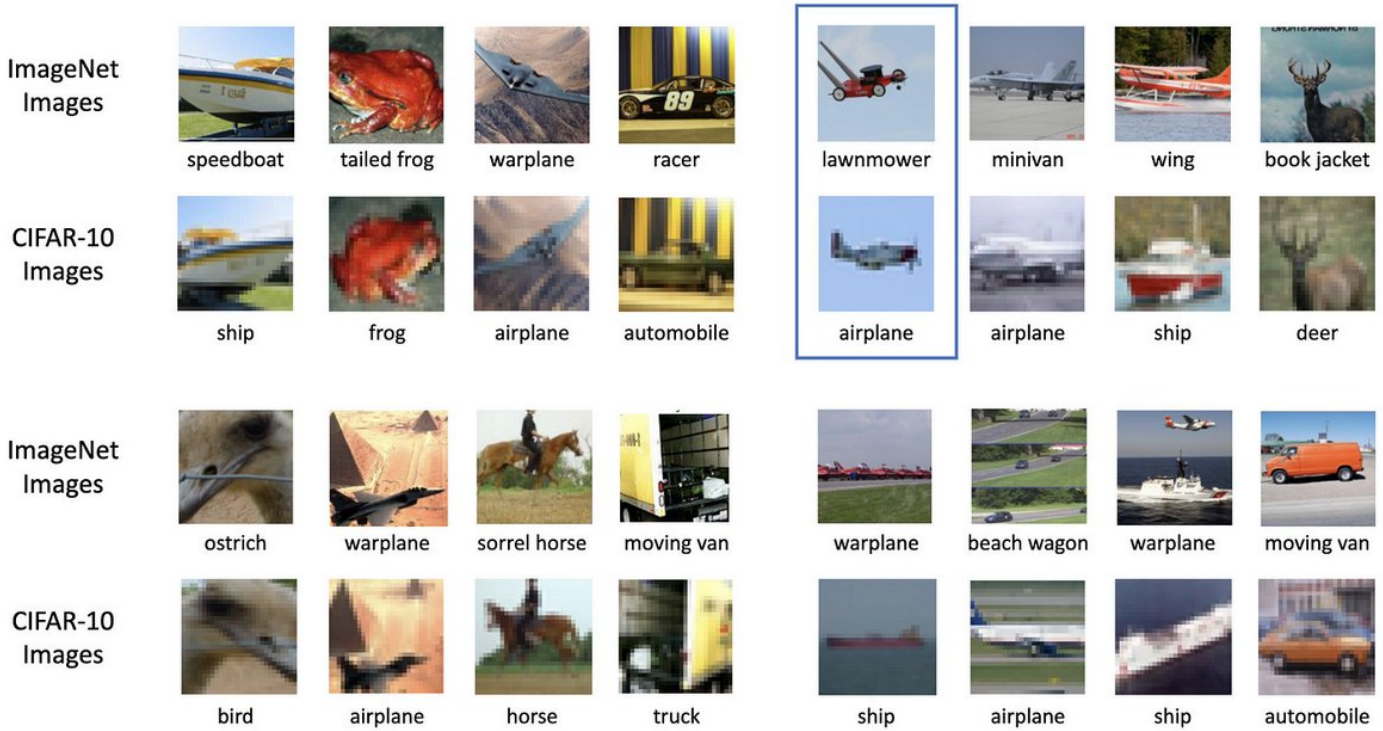 ImageNet
Images
speedboat
tailed frog
warplane
racer
lawnmower
minivan
wing
book jacket
CIFAR-10
Images
ship
frog
airplane
automobile
airplane
airplane
ship
deer
ImageNet
Images
ostrich
warplane
sorrel horse
moving van
warplane
beach wagon
warplane
moving van
CIFAR-10
Images
bird
airplane
horse
truck
ship
airplane
ship
automobile
89